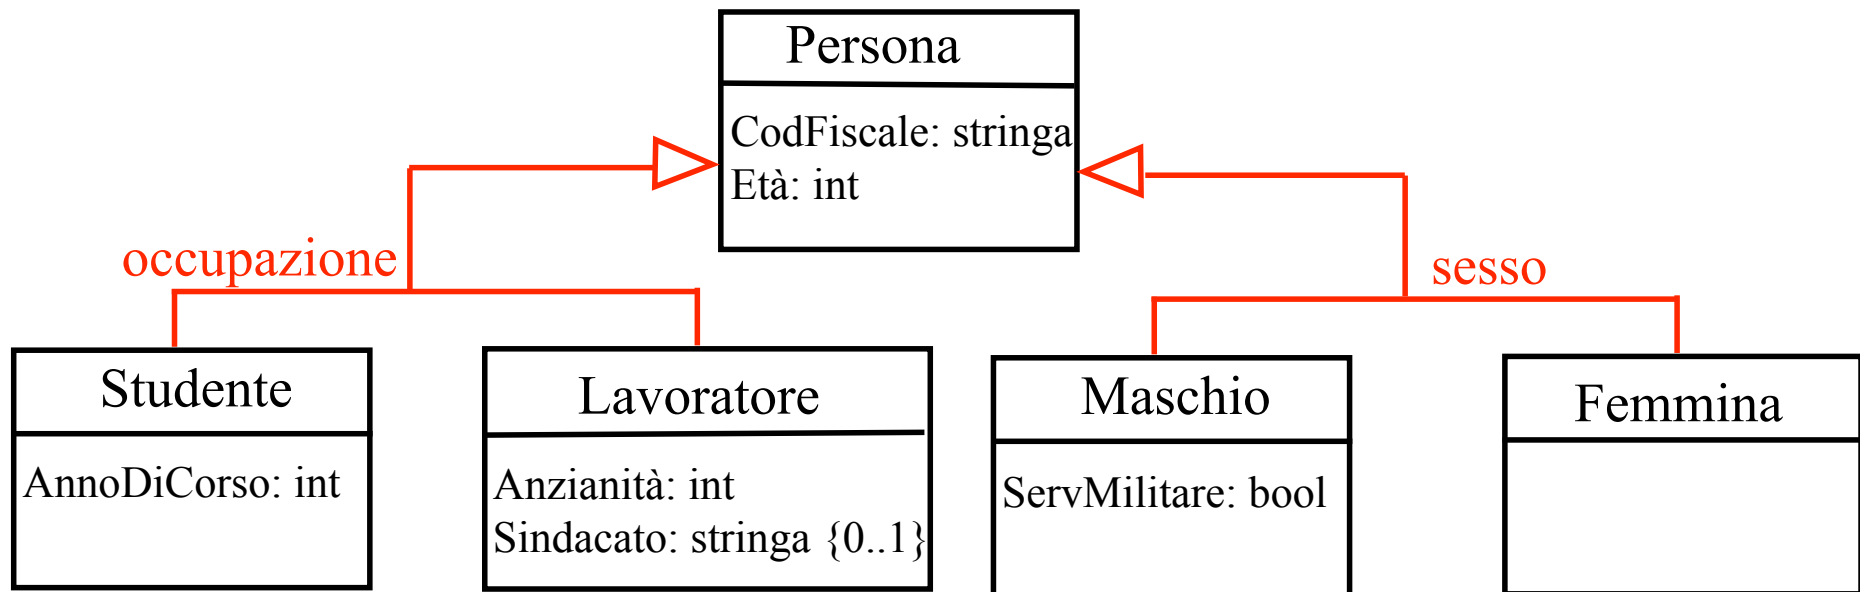 Persona
CodFiscale: stringa
Età: int
occupazione
sesso
Studente
AnnoDiCorso: int
Lavoratore
Anzianità: int
Sindacato: stringa {0..1}
Maschio
ServMilitare: bool
Femmina